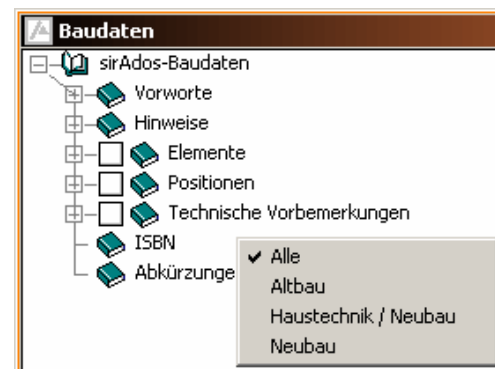 Baudaten
sirAdos-Baudaten
Vorworte
Hinweise
Elemente
Positionen
Technische Vorbemerkungen
ISBN
Abkürzunge
Alle
Altbau
Haustechnik / Neubau
Neubau